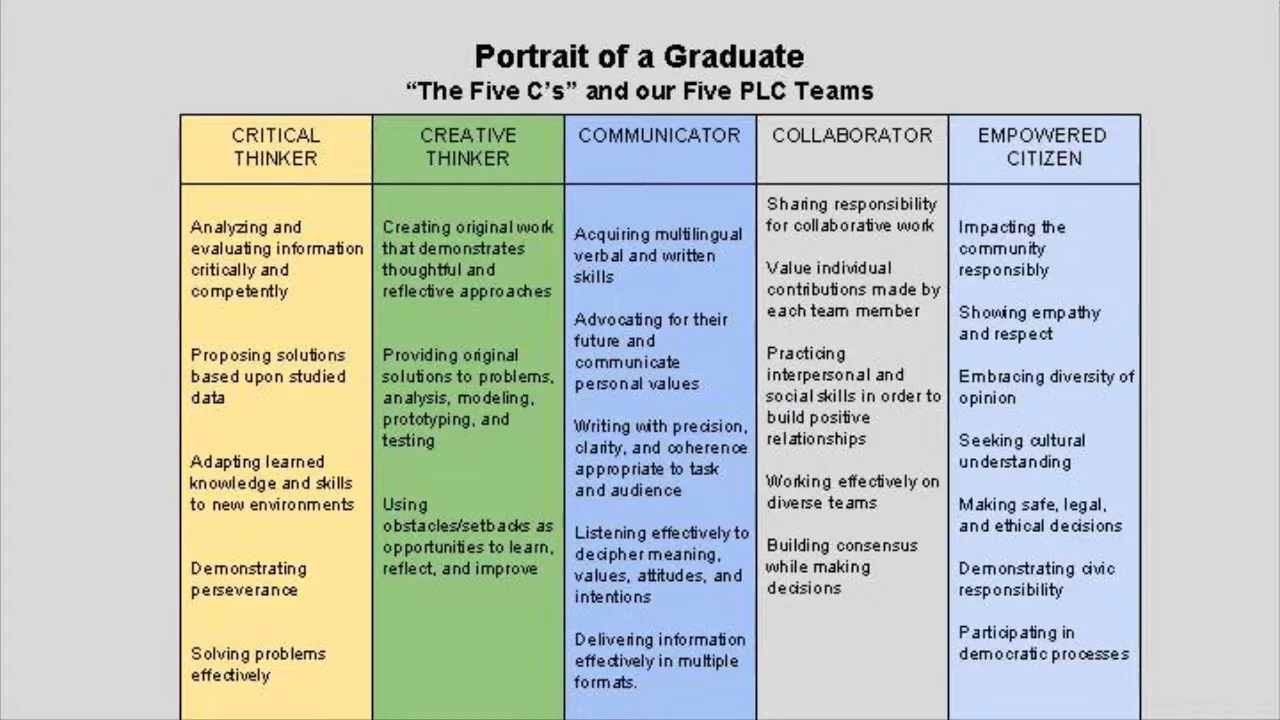 Portrait of a Graduate
“The Five C’s” and our Five PLC Teams
CRITICAL
THINKER
Analyzing and
evaluating information
critically and
competently
Proposing solutions
based upon studied
data
Adapting learned
knowledge and skills
to new environments
Demonstrating
perseverance
Solving problems
effectively
CREATIVE
THINKER
Creating original work
that demonstrates
thoughtful and
reflective approaches
Providing original
solutions to problems,
analysis, modeling,
prototyping, and
testing
Using
obstacles/setbacks as
opportunities to learn,
reflect, and improve
COMMUNICATOR
Acquiring multilingual
verbal and written
skills
Advocating for their
future and
communicate
personal values
Writing with precision,
clarity, and coherence
appropriate to task
and audience
Listening effectively to
decipher meaning,
values, attitudes, and
intentions
Delivering information
effectively in multiple
formats.
COLLABORATOR
Sharing responsibility
for collaborative work
Value individual
contributions made by
each team member
Practicing
interpersonal and
social skills in order to
build positive
relationships
Working effectively on
diverse teams
Building consensus
while making
decisions
EMPOWERED
CITIZEN
Impacting the
community
responsibly
Showing empathy
and respect
Embracing diversity of
opinion
Seeking cultural
understanding
Making safe, legal,
and ethical decisions
Demonstrating civic
responsibility
Participating in
democratic processes